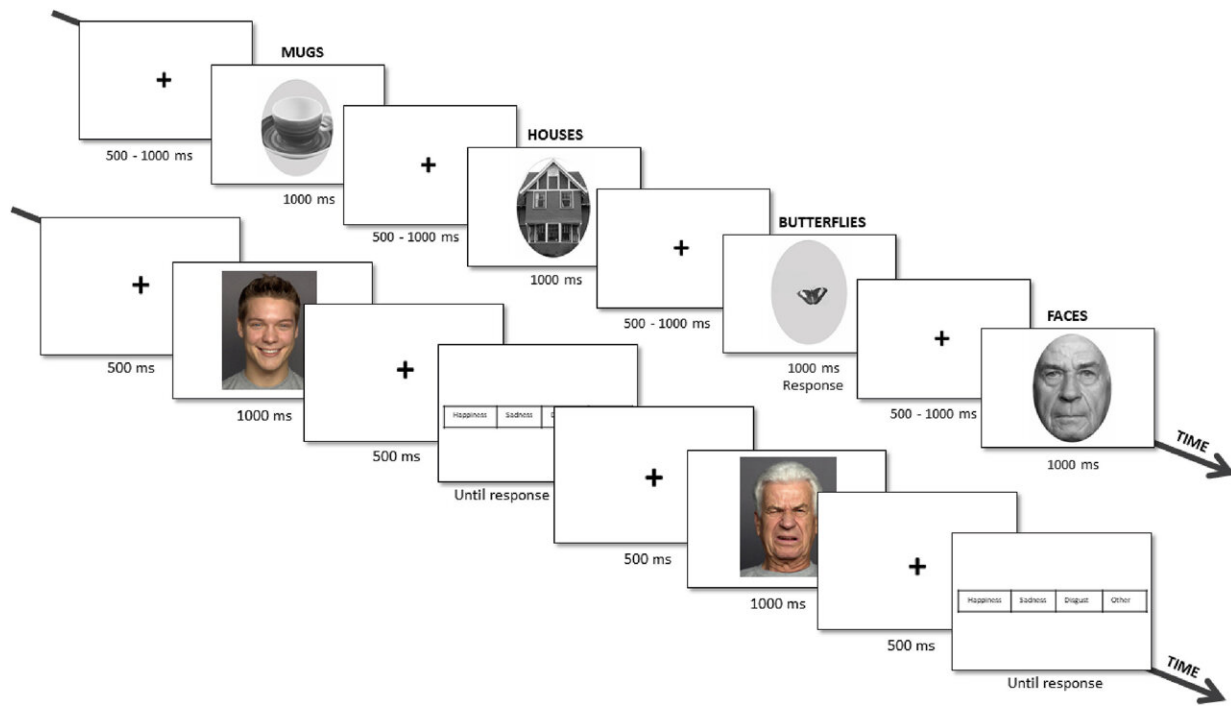 MUGS
500 - 1000 ms
1000 ms
HOUSES
500 - 1000 ms
1000 ms
BUTTERFLIES
500 - 1000 ms
1000 ms
Response
FACES
500 - 1000 ms
1000 ms
TIME
500 ms
1000 ms
500 ms
Happiness Sadness
Until response
500 ms
1000 ms
500 ms
Happiness Sadness Disgust Other
Until response
TIME